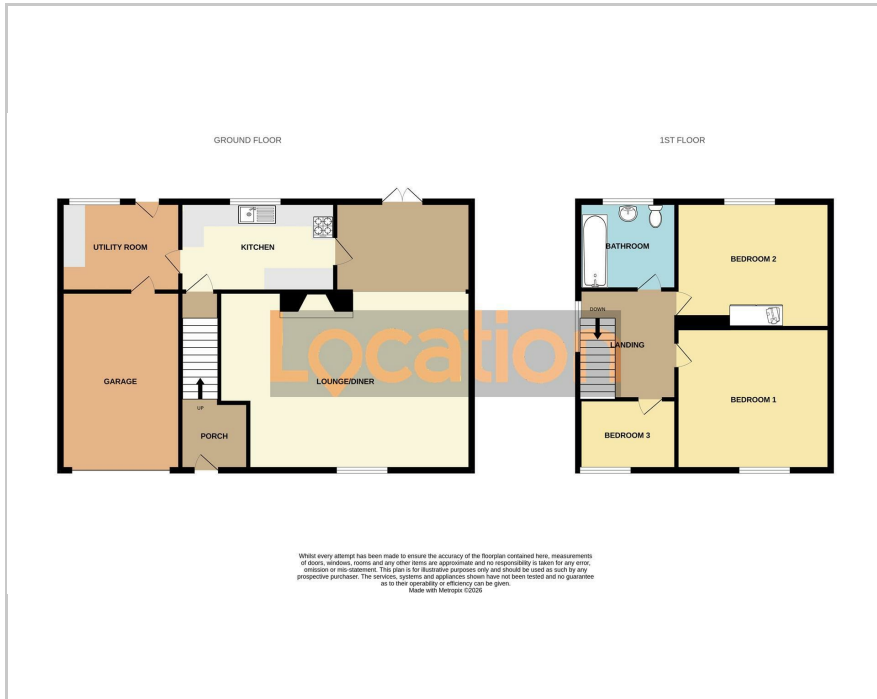 GROUND FLOOR
1ST FLOOR
UTILITY ROOM
KITCHEN
BATHROOM
BEDROOM 2
DOWN
LANDING
Location
GARAGE
LOUNGE/DINER
BEDROOM 1
UP
PORCH
BEDROOM 3
Whilst every attempt has been made to ensure the accuracy of the floorplan contained here, measurements
of doors, windows, rooms and any other items are approximate and no responsibility is taken for any error,
omission or mis-statement. This plan is for illustrative purposes only and should be used as such by any
prospective purchaser. The services, systems and appliances shown have not been tested and no guarantee
as to their operability or efficiency can be given.
Made with Metropix ©2026